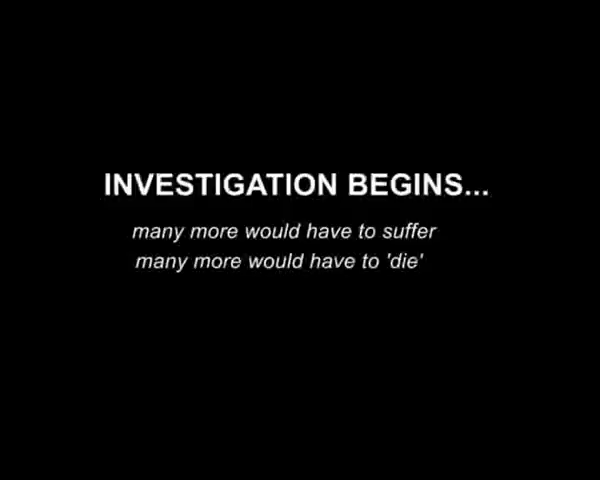 INVESTIGATION BEGINS...
many more would have to suffer
many more would have to 'die'